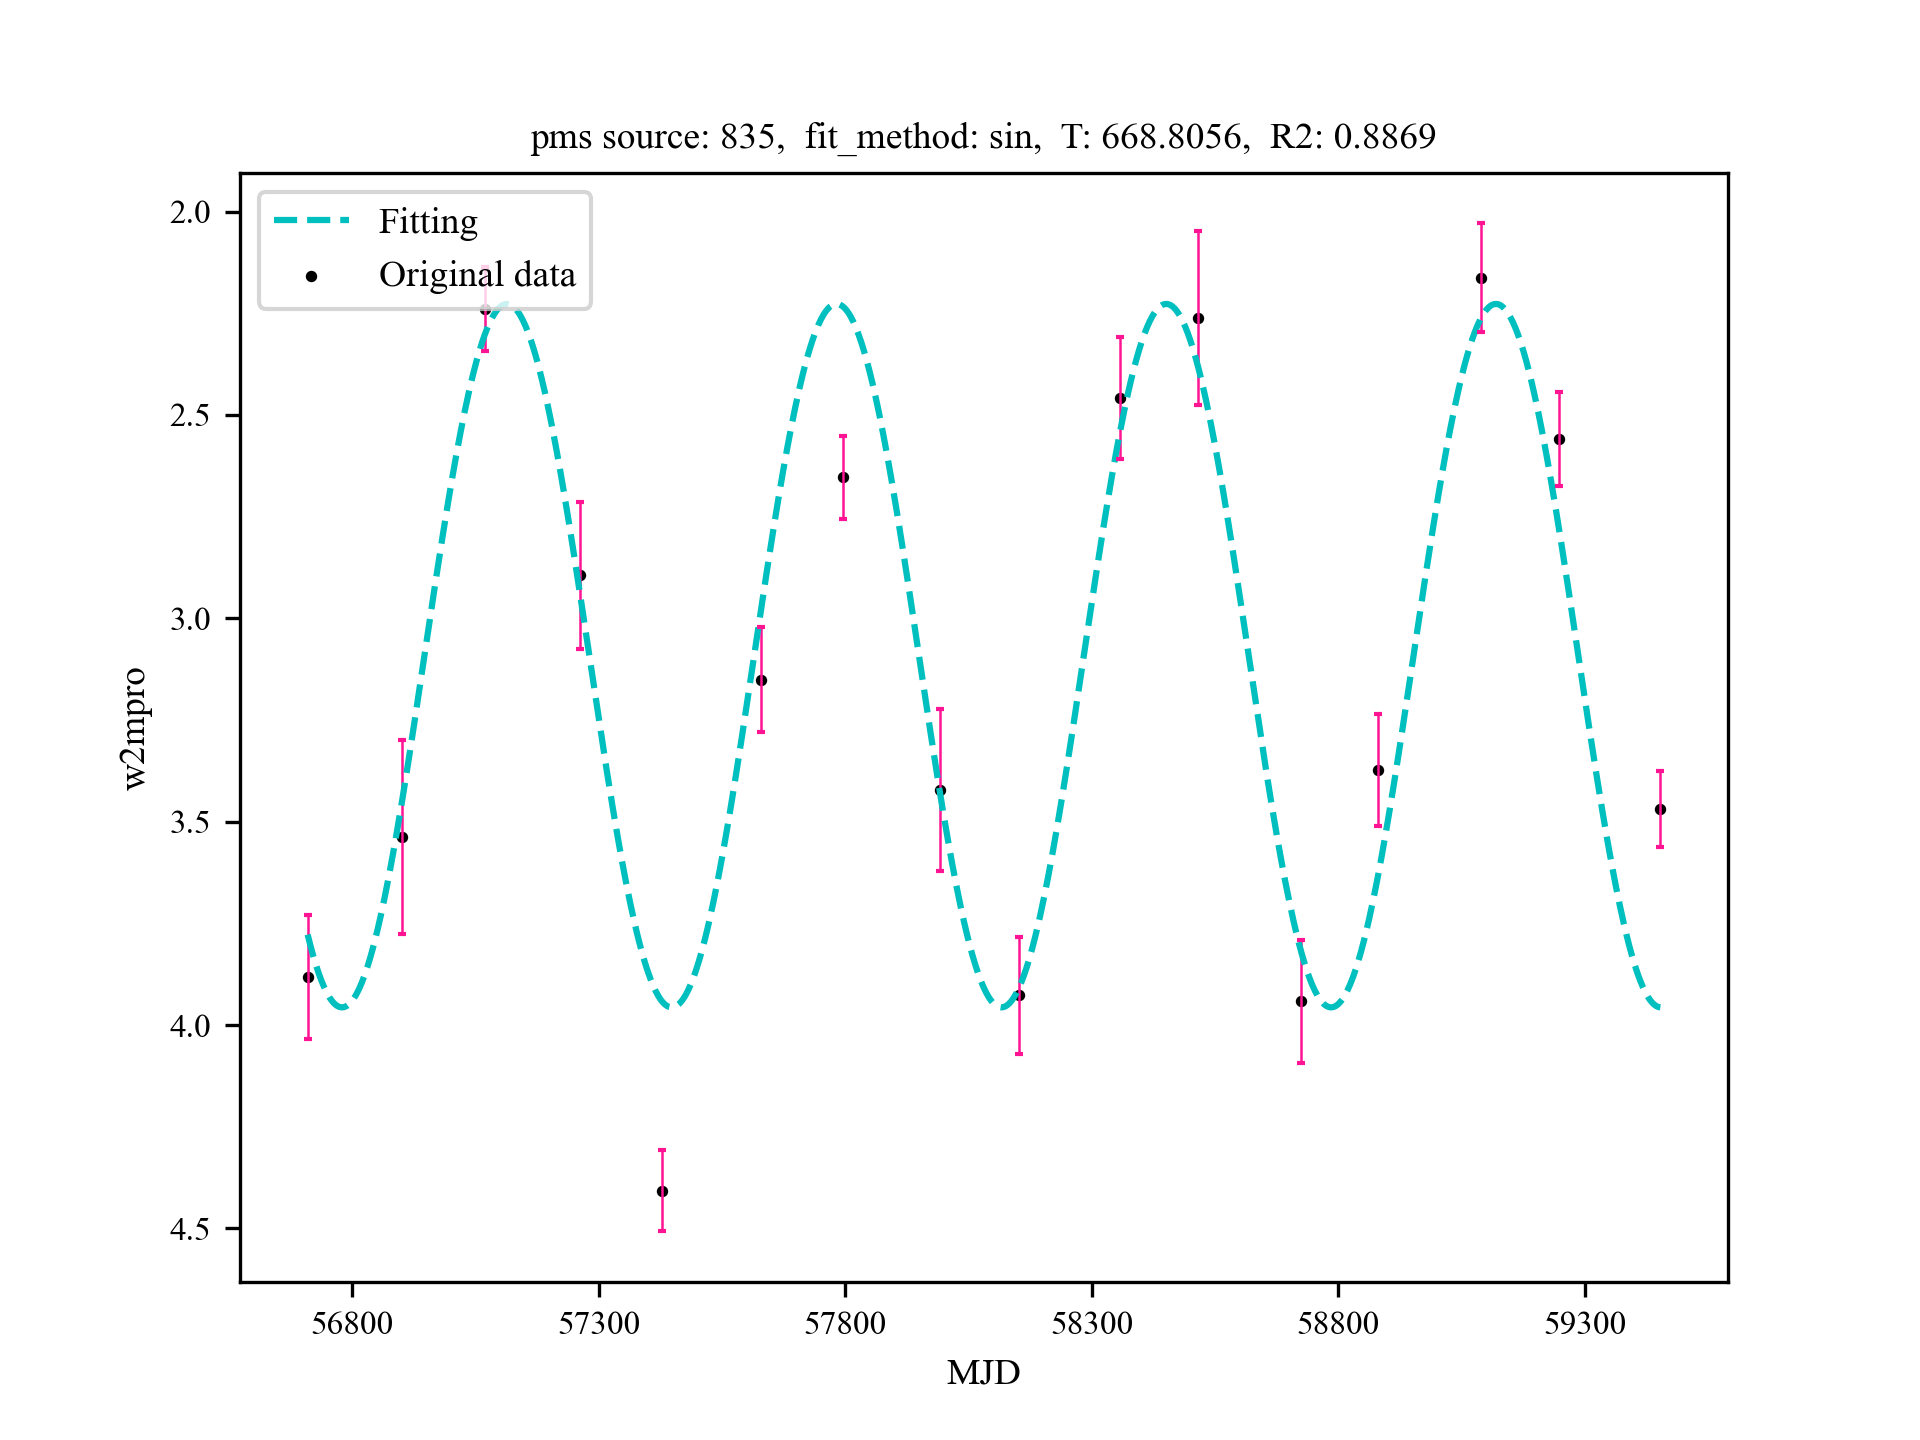 pms source: 835,  fit_method: sin,  T: 668.8056,  R2: 0.8869
Fitting
Original data
2.0
2.5
3.0
3.5
4.0
4.5
w2mpro
56800
57300
57800
58300
58800
59300
MJD